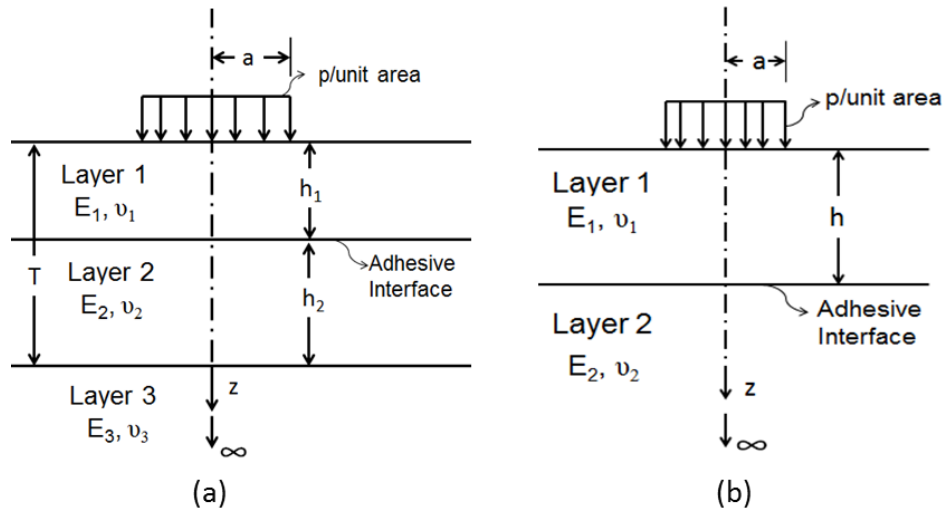 a
p/unit area
Layer 1
E₁, υ₁
h₁
T
Adhesive
Interface
Layer 2
E₂, υ₂
h₂
z
Layer 3
E₃, υ₃
∞
(a)
a
p/unit area
Layer 1
E₁, υ₁
h
Adhesive
Interface
Layer 2
E₂, υ₂
z
∞
(b)